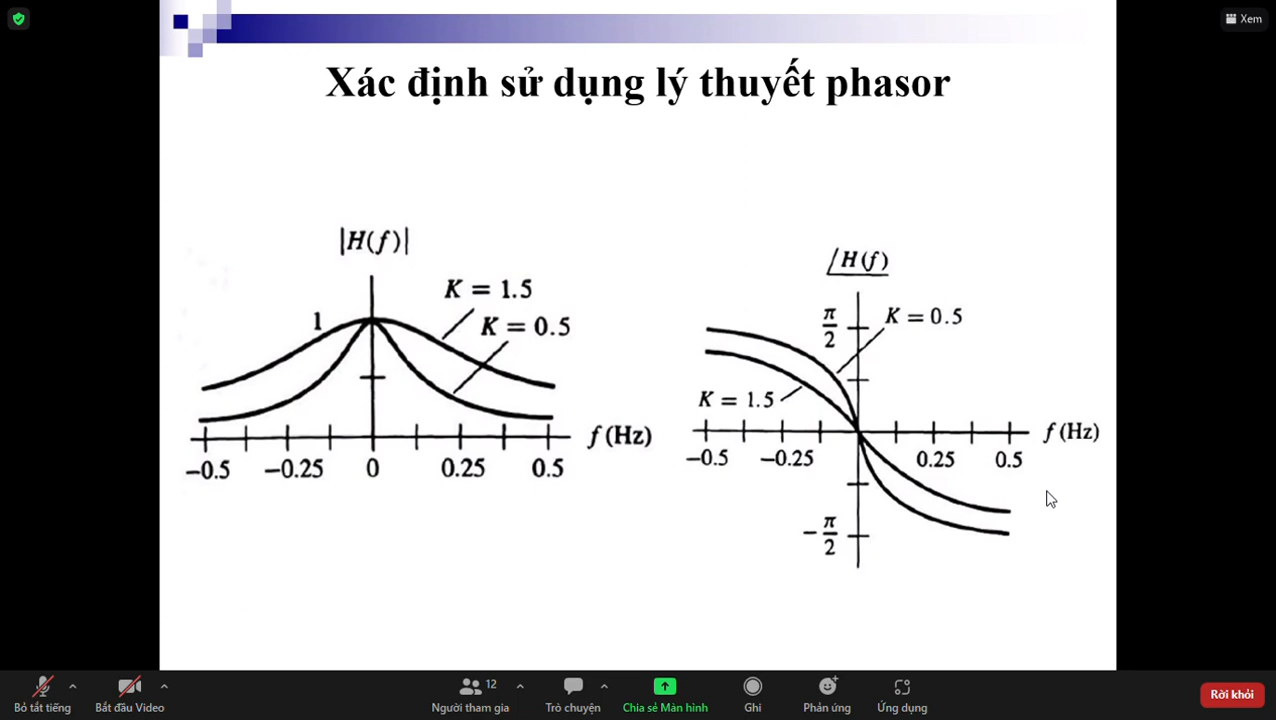 Xem
Xác định sử dụng lý thuyết phasor
|H(f)|
K = 1.5
K = 0.5
1
f (Hz)
−0.5 −0.25 0 0.25 0.5
/H(f)
π/2
K = 0.5
K = 1.5
f (Hz)
−0.5 −0.25 0.25 0.5
−π/2
12
Bỏ tắt tiếng Bắt đầu Video Người tham gia Trò chuyện Chia sẻ Màn hình Ghi Phản ứng Ứng dụng Rời khỏi